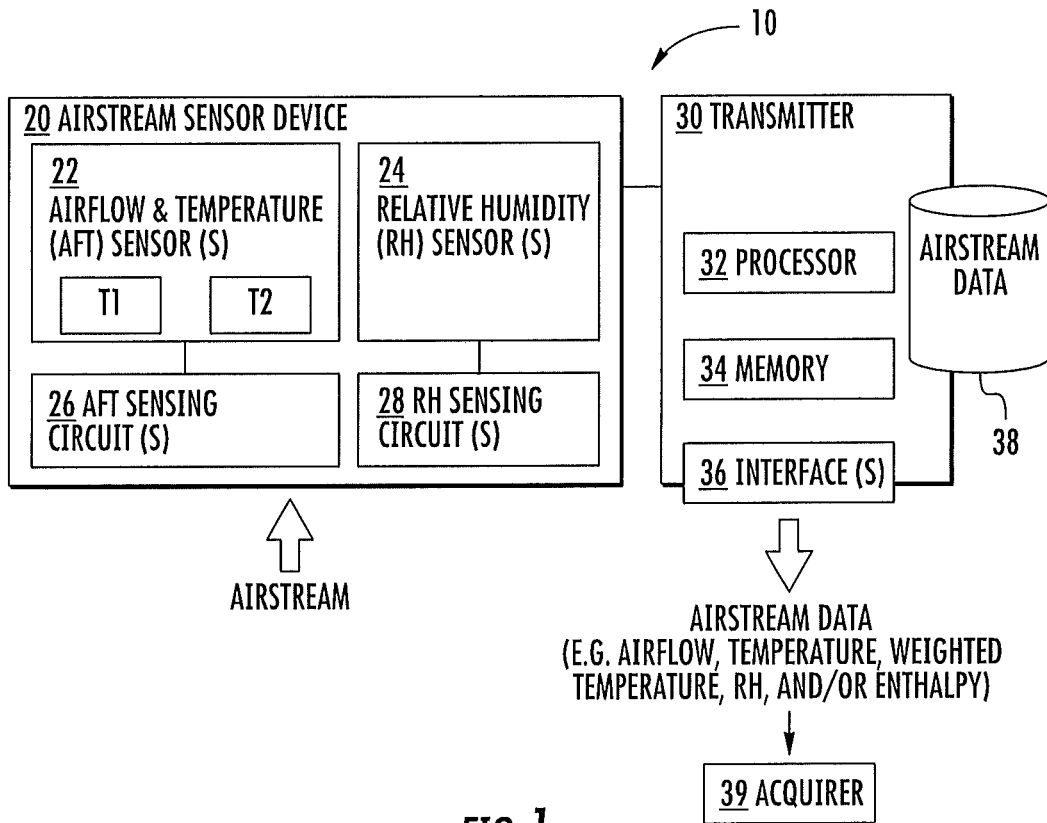 10
20 AIRSTREAM SENSOR DEVICE
22
AIRFLOW & TEMPERATURE
(AFT) SENSOR (S)
T1
T2
24
RELATIVE HUMIDITY
(RH) SENSOR (S)
26 AFT SENSING
CIRCUIT (S)
28 RH SENSING
CIRCUIT (S)
30 TRANSMITTER
32 PROCESSOR
34 MEMORY
36 INTERFACE (S)
AIRSTREAM
DATA
38
AIRSTREAM
AIRSTREAM DATA
(E.G. AIRFLOW, TEMPERATURE, WEIGHTED
TEMPERATURE, RH, AND/OR ENTHALPY)
39 ACQUIRER
FIG. 1